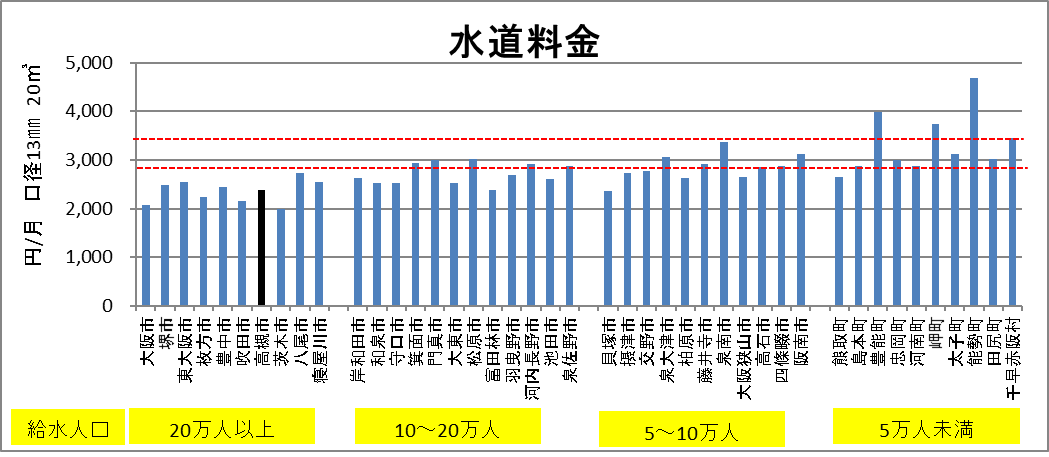 水道料金
円/月　口径13mm 20㎥
5,000
4,000
3,000
2,000
1,000
0
大阪市
堺市
東大阪市
枚方市
豊中市
吹田市
高槻市
茨木市
八尾市
寝屋川市
岸和田市
和泉市
守口市
箕面市
門真市
大東市
松原市
富田林市
羽曳野市
河内長野市
池田市
泉佐野市
貝塚市
摂津市
交野市
泉大津市
柏原市
藤井寺市
泉南市
大阪狭山市
高石市
四條畷市
阪南市
熊取町
島本町
豊能町
忠岡町
河南町
岬町
太子町
能勢町
田尻町
千早赤阪村
給水人口
20万人以上
10～20万人
5～10万人
5万人未満